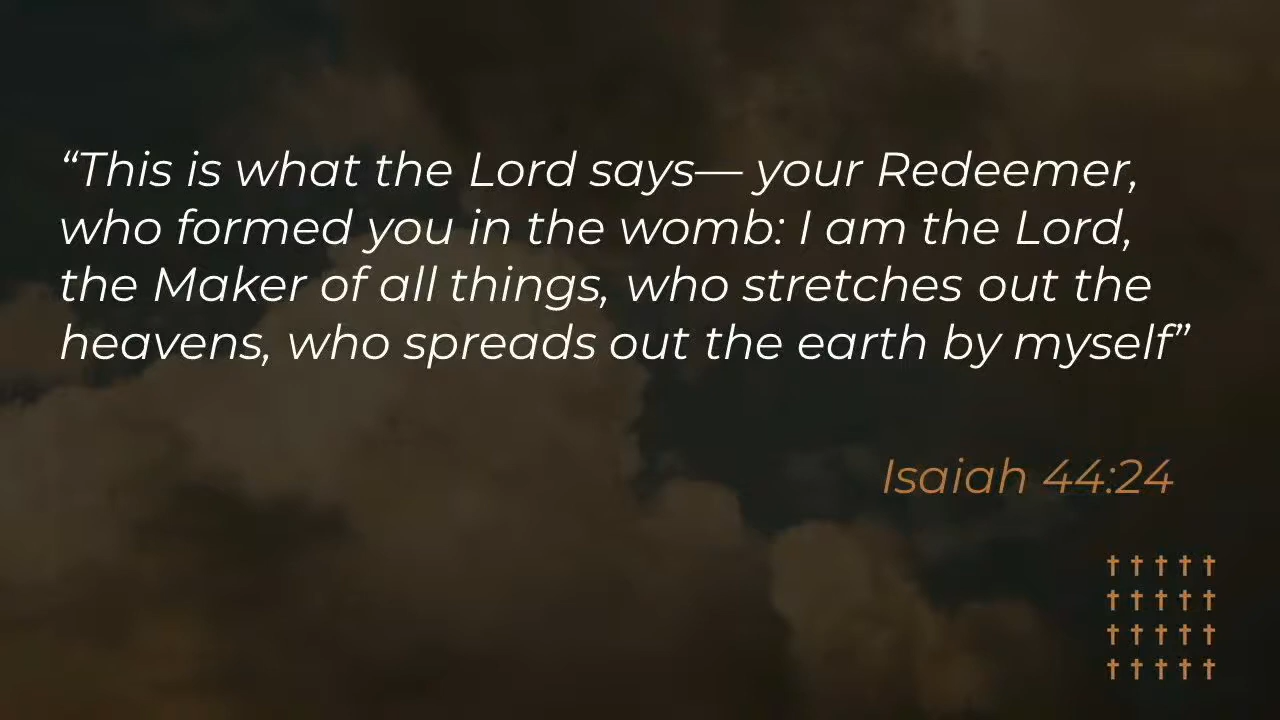 “This is what the Lord says— your Redeemer,
who formed you in the womb: I am the Lord,
the Maker of all things, who stretches out the
heavens, who spreads out the earth by myself”
Isaiah 44:24
† † † † †
† † † † †
† † † † †
† † † † †